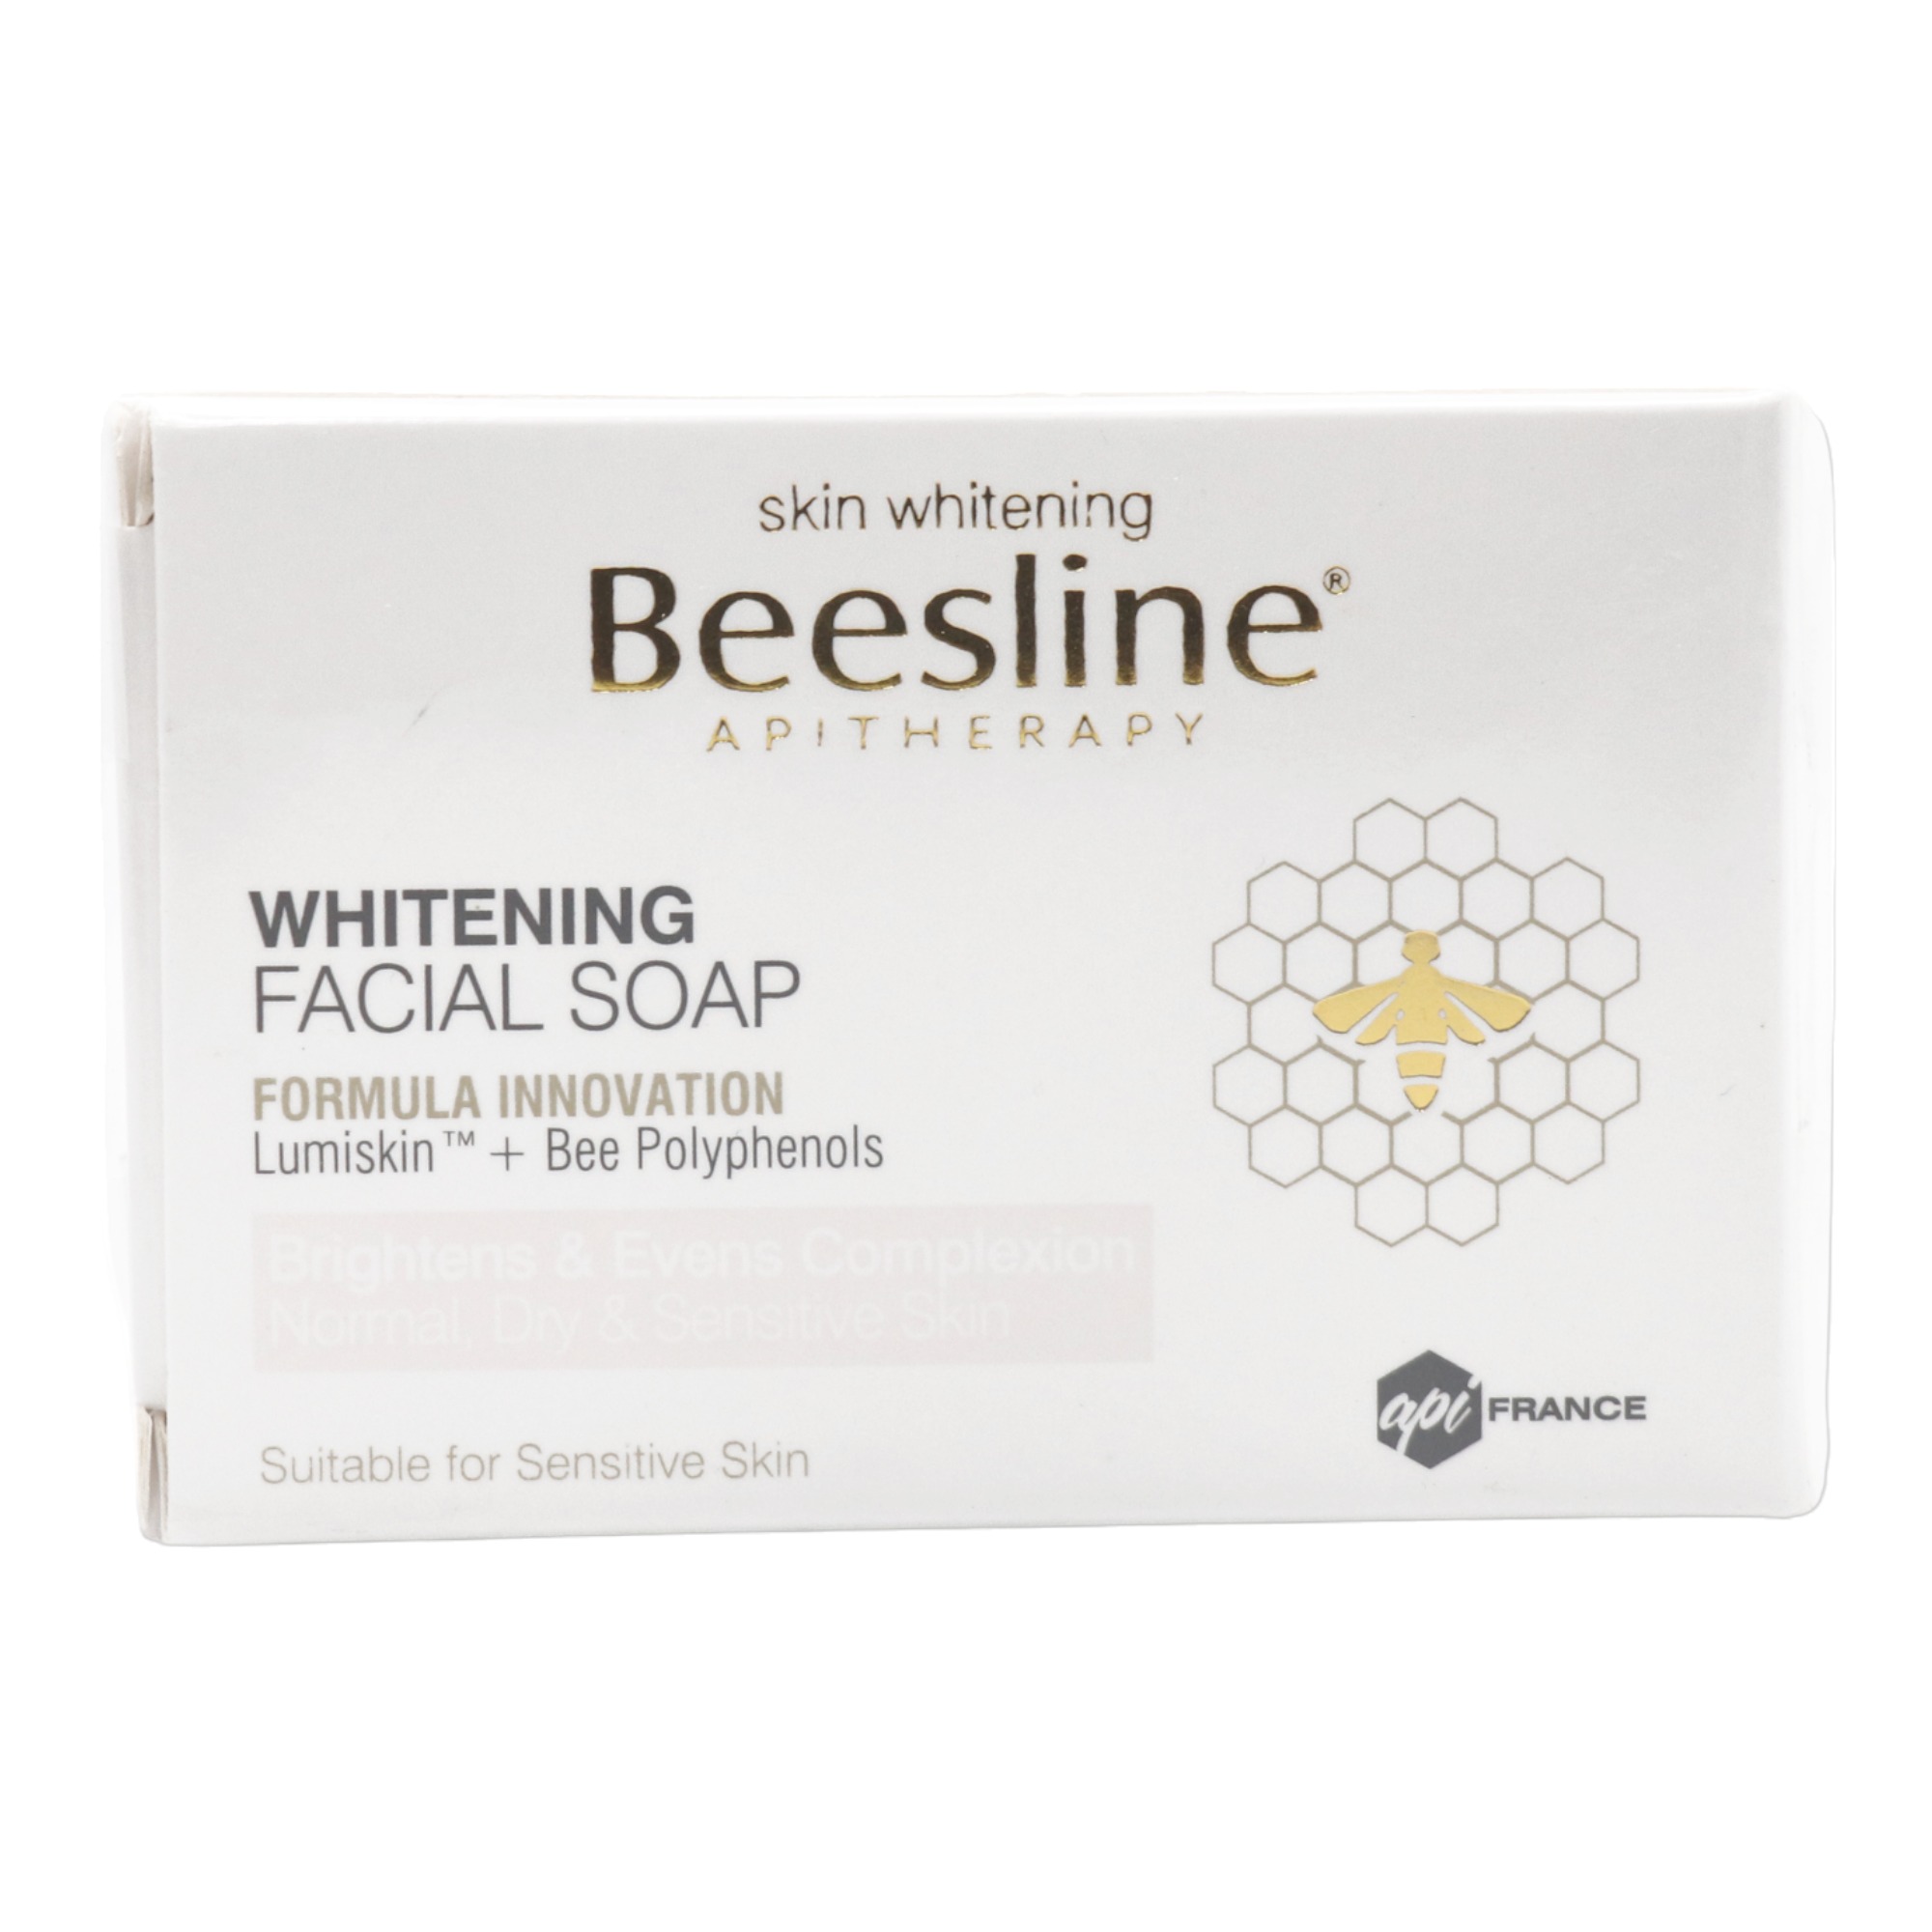 skin whitening
Beesline®
APITHERAPY
WHITENING
FACIAL SOAP
FORMULA INNOVATION
Lumiskin™ + Bee Polyphenols
Brightens & Evens Complexion
Normal, Dry & Sensitive Skin
Suitable for Sensitive Skin
api FRANCE